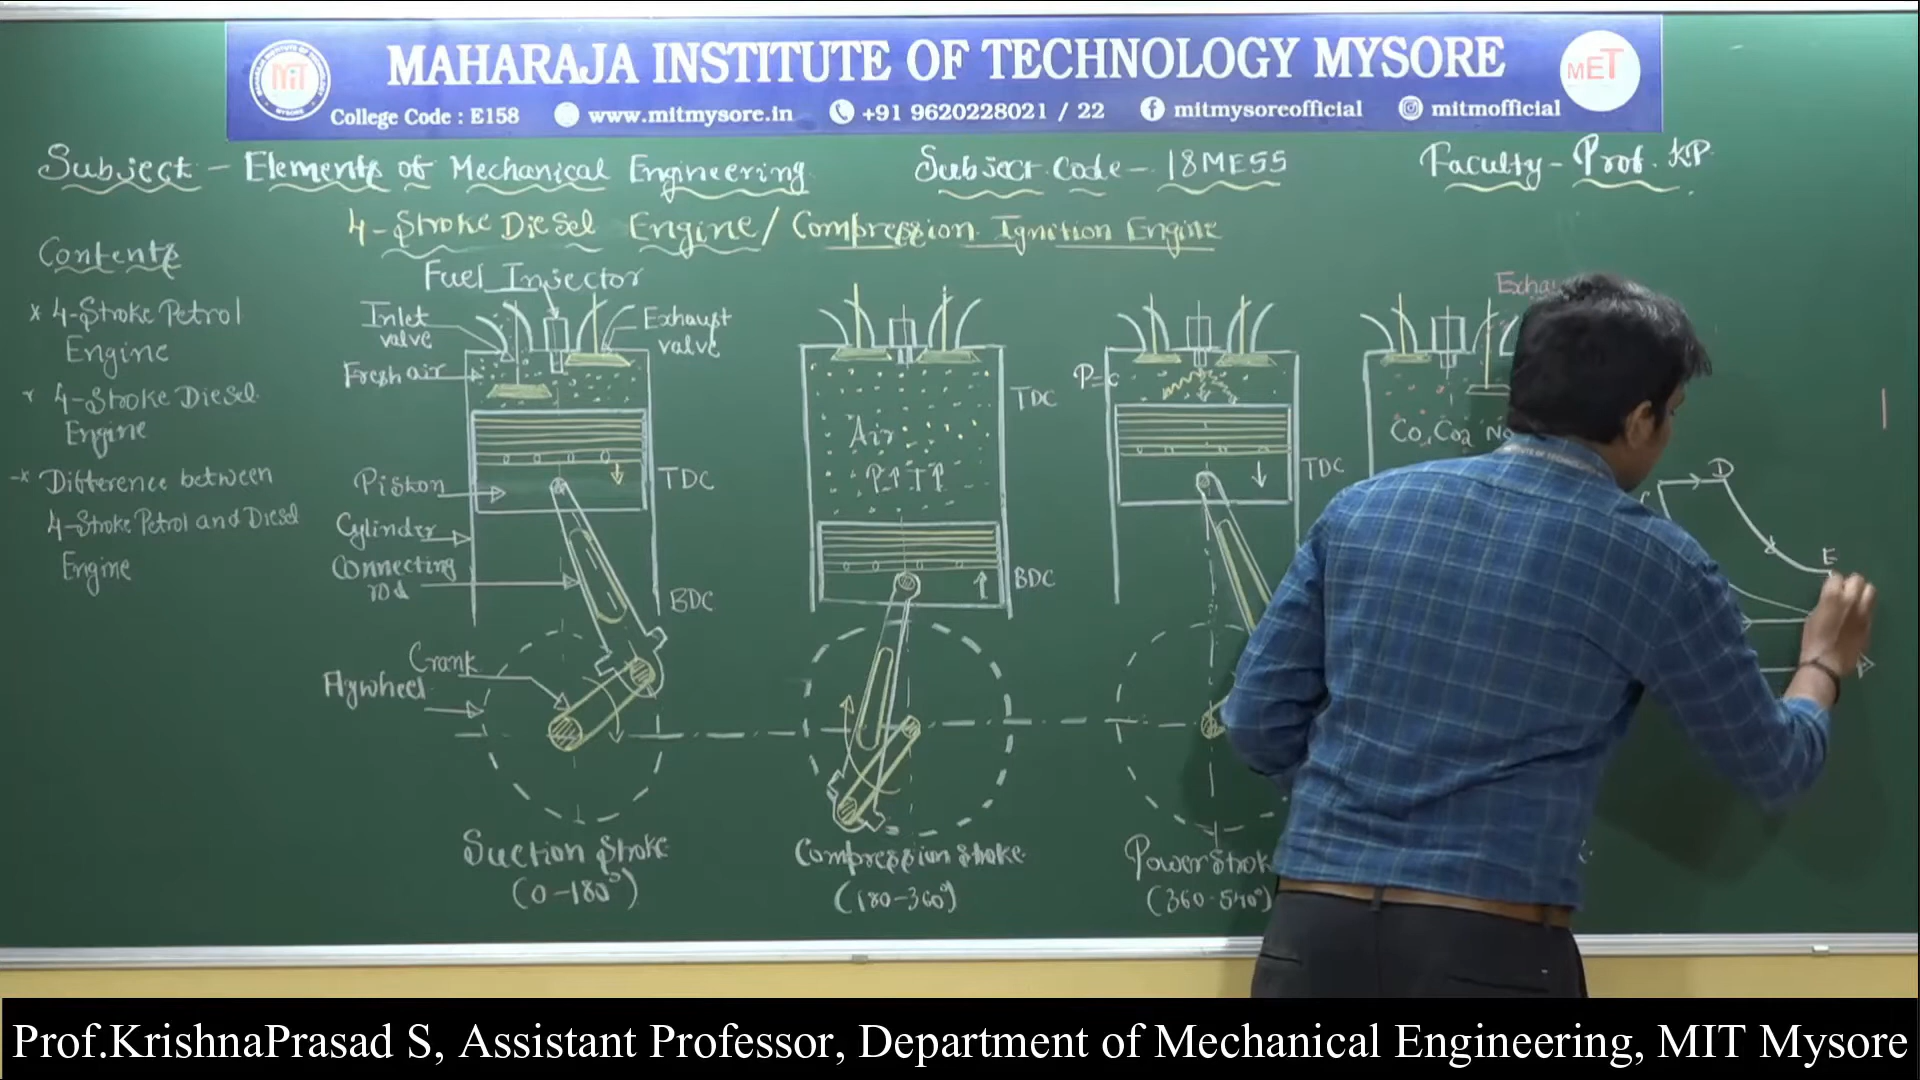 MAHARAJA INSTITUTE OF TECHNOLOGY MYSORE
College Code : E158 www.mitmysore.in +91 9620228021 / 22 mitmysoreofficial mitmofficial
MIT
MET
Subject - Elements of Mechanical Engineering Subject Code - 18ME55 Faculty - Prof. KP
4-Stroke Diesel Engine / Compression Ignition Engine
Contents
* 4-Stroke Petrol
Engine
* 4-Stroke Diesel
Engine
* Difference between
4-Stroke Petrol and Diesel
Engine
Fuel Injector
Inlet
valve
Exhaust
valve
Fresh air
Piston
Cylinder
Connecting
rod
Crank
Flywheel
TDC
BDC
Suction Stroke
(0-180°)
TDC
Air
P↑ T↑
BDC
Compression stroke
(180-360°)
P=C
TDC
Power Strok
(360-540°)
Exhau
Co, Co2 No
C
D
E
Prof.KrishnaPrasad S, Assistant Professor, Department of Mechanical Engineering, MIT Mysore